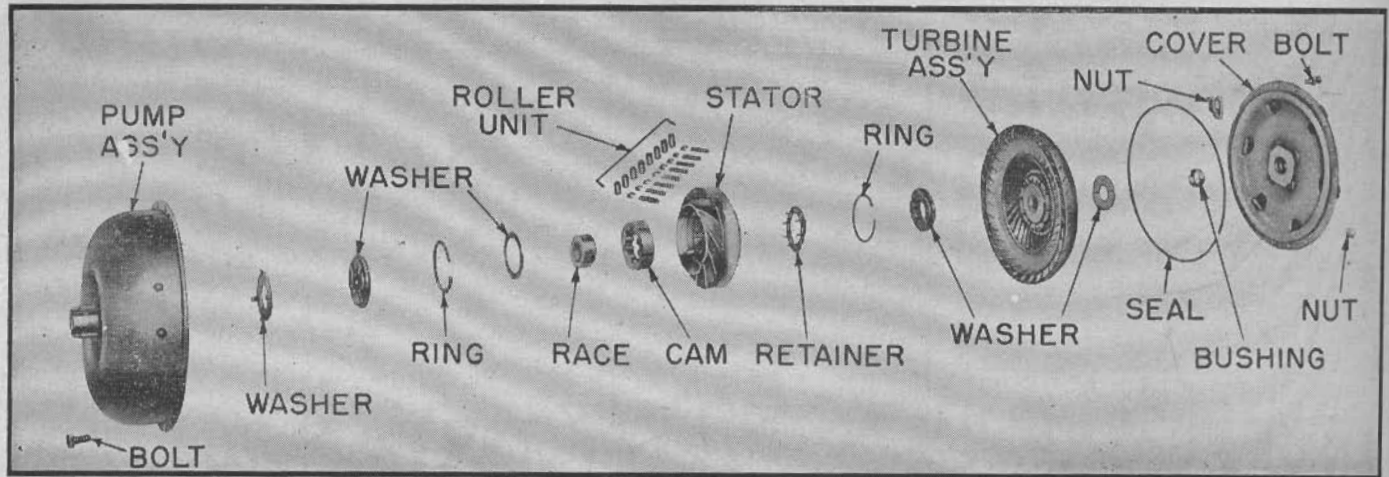 PUMP
ASS'Y
WASHER
BOLT
WASHER
RING
ROLLER
UNIT
RACE
CAM
STATOR
RETAINER
RING
TURBINE
ASS'Y
WASHER
NUT
COVER
BOLT
SEAL
BUSHING
NUT